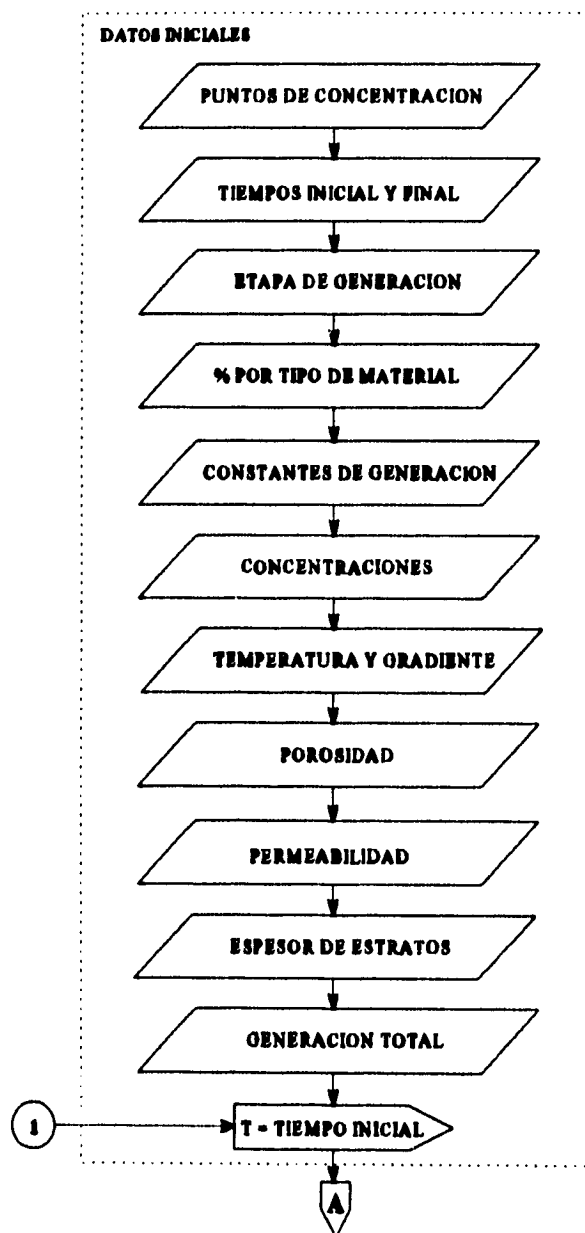 DATOS INICIALES
PUNTOS DE CONCENTRACION
TIEMPOS INICIAL Y FINAL
ETAPA DE GENERACION
% POR TIPO DE MATERIAL
CONSTANTES DE GENERACION
CONCENTRACIONES
TEMPERATURA Y GRADIENTE
POROSIDAD
PERMEABILIDAD
ESPESOR DE ESTRATOS
GENERACION TOTAL
1
T = TIEMPO INICIAL
A